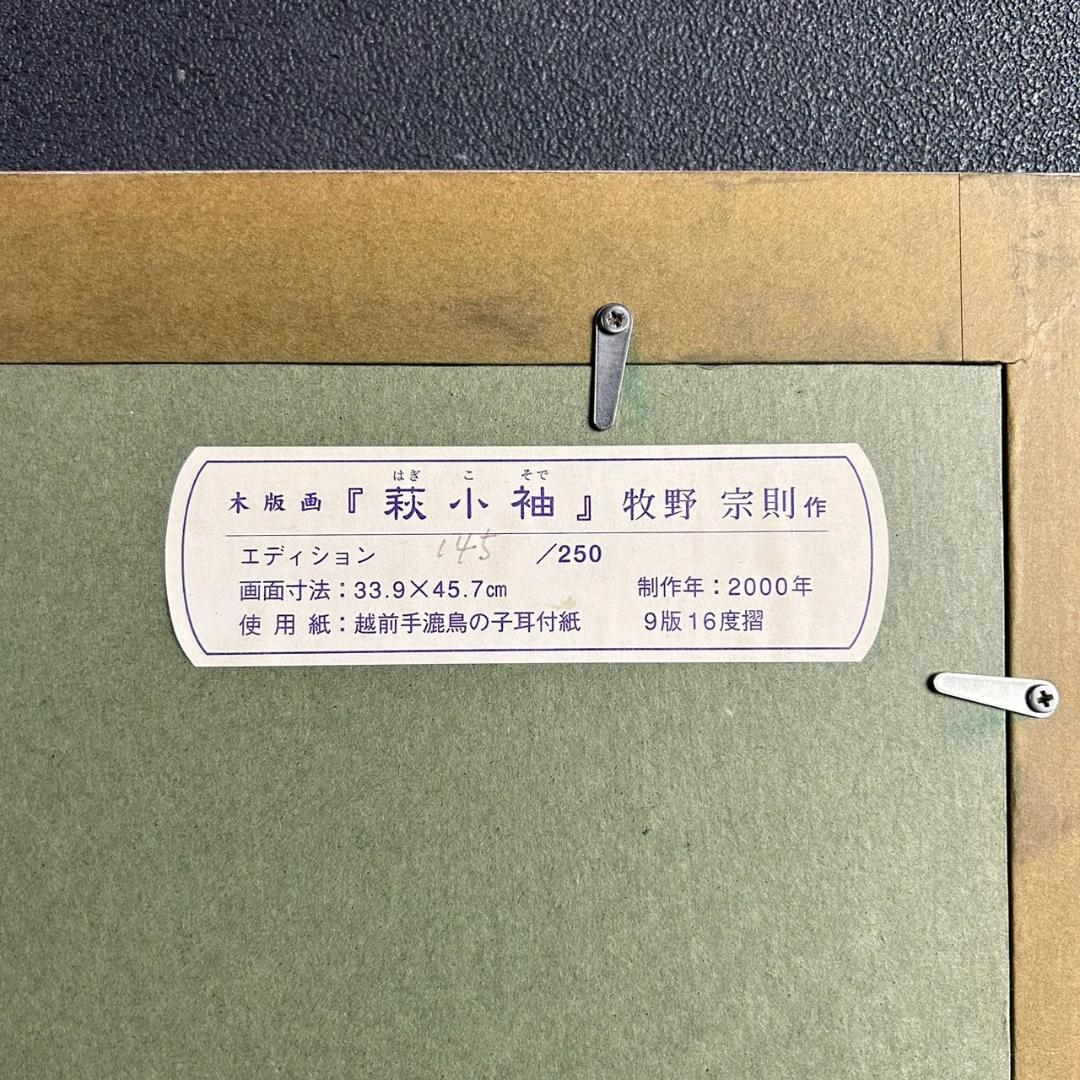 はぎ こ そで
木版画『萩小袖』牧野 宗則作
エディション 145 /250
画面寸法：33.9×45.7㎝ 制作年：2000年
使用紙：越前手漉鳥の子耳付紙 9版16度摺